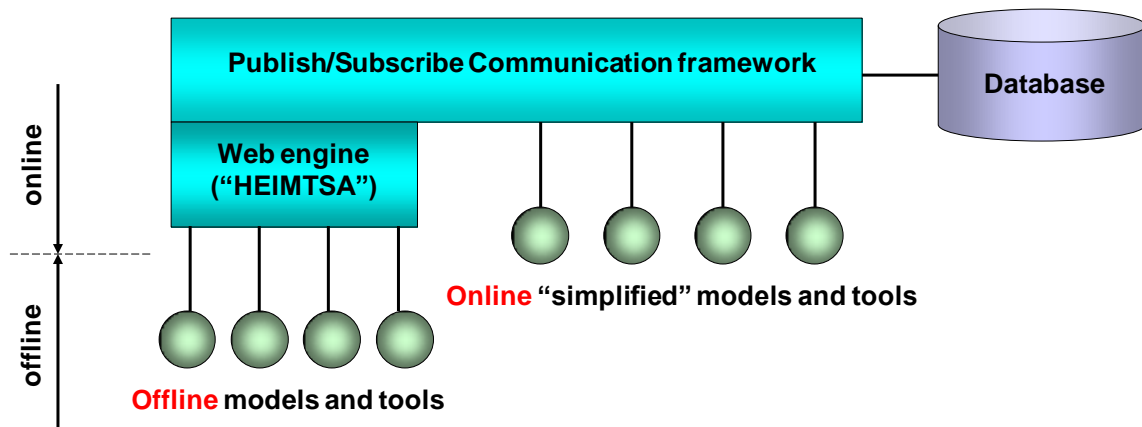 Publish/Subscribe Communication framework
Database
online
Web engine
(“HEIMTSA”)
Online “simplified” models and tools
offline
Offline models and tools